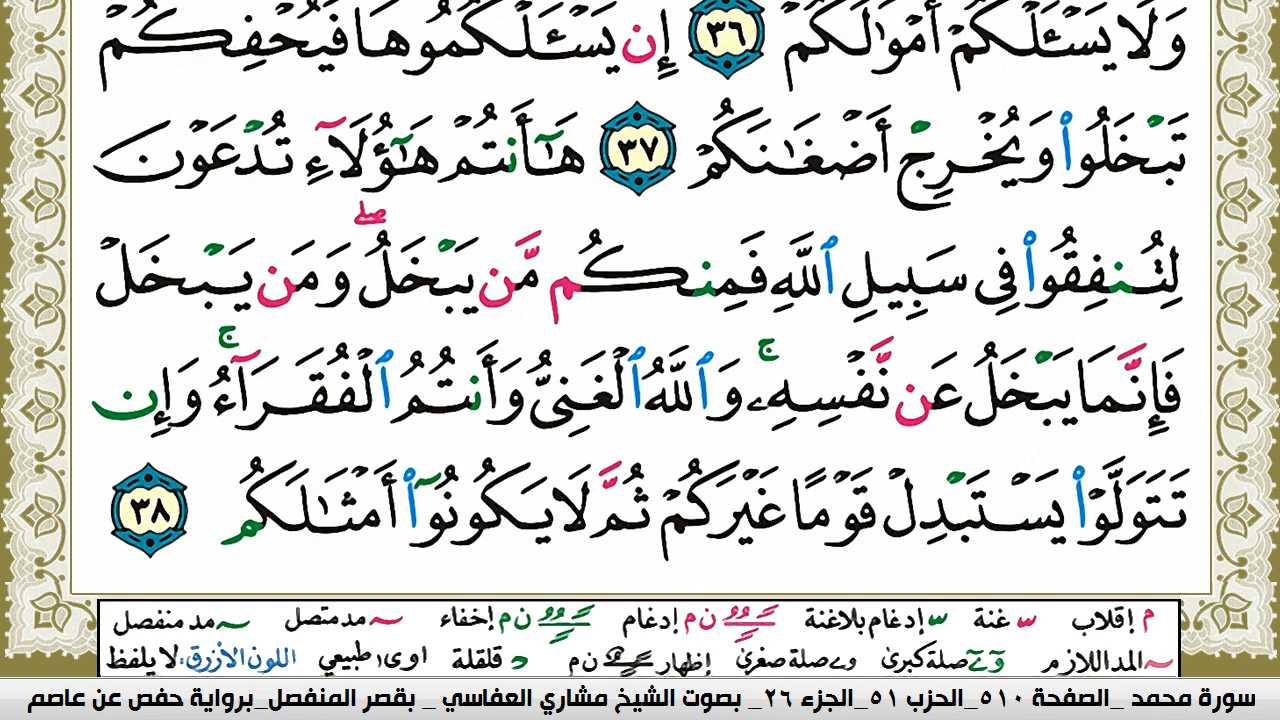 وَلَا يَسْـَٔلْكُمْ أَمْوَٰلَكُمْ ٣٦ إِن يَسْـَٔلْكُمُوهَا فَيُحْفِكُمْ
تَبْخَلُوا۟ وَيُخْرِجْ أَضْغَـٰنَكُمْ ٣٧ هَـٰٓأَنتُمْ هَـٰٓؤُلَآءِ تُدْعَوْنَ
لِتُنفِقُوا۟ فِى سَبِيلِ ٱللَّهِ فَمِنكُم مَّن يَبْخَلُ ۖ وَمَن يَبْخَلْ
فَإِنَّمَا يَبْخَلُ عَن نَّفْسِهِۦ ۚ وَٱللَّهُ ٱلْغَنِىُّ وَأَنتُمُ ٱلْفُقَرَآءُ ۚ وَإِن
تَتَوَلَّوْا۟ يَسْتَبْدِلْ قَوْمًا غَيْرَكُمْ ثُمَّ لَا يَكُونُوٓا۟ أَمْثَـٰلَكُم ٣٨
م إقلاب غنة إدغام بلاغنة ن م إدغام ن م إخفاء مد متصل مد منفصل
المد اللازم صلة كبرى صلة صغرى إظهار ن م قلقلة اوى طبيعي اللون الأزرق: لا يلفظ
سورة محمد _الصفحة ٥١٠_الحزب ٥١_الجزء ٢٦_ بصوت الشيخ مشاري العفاسي _ بقصر المنفصل_برواية حفص عن عاصم